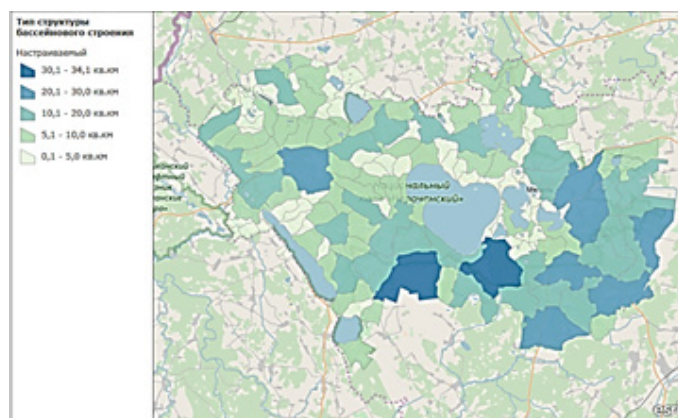 Тип структуры
бассейнового строения
Настраиваемый
30,1 - 34,1 кв.км
20,1 - 30,0 кв.км
10,1 - 20,0 кв.км
5,1 - 10,0 кв.км
0,1 - 5,0 кв.км